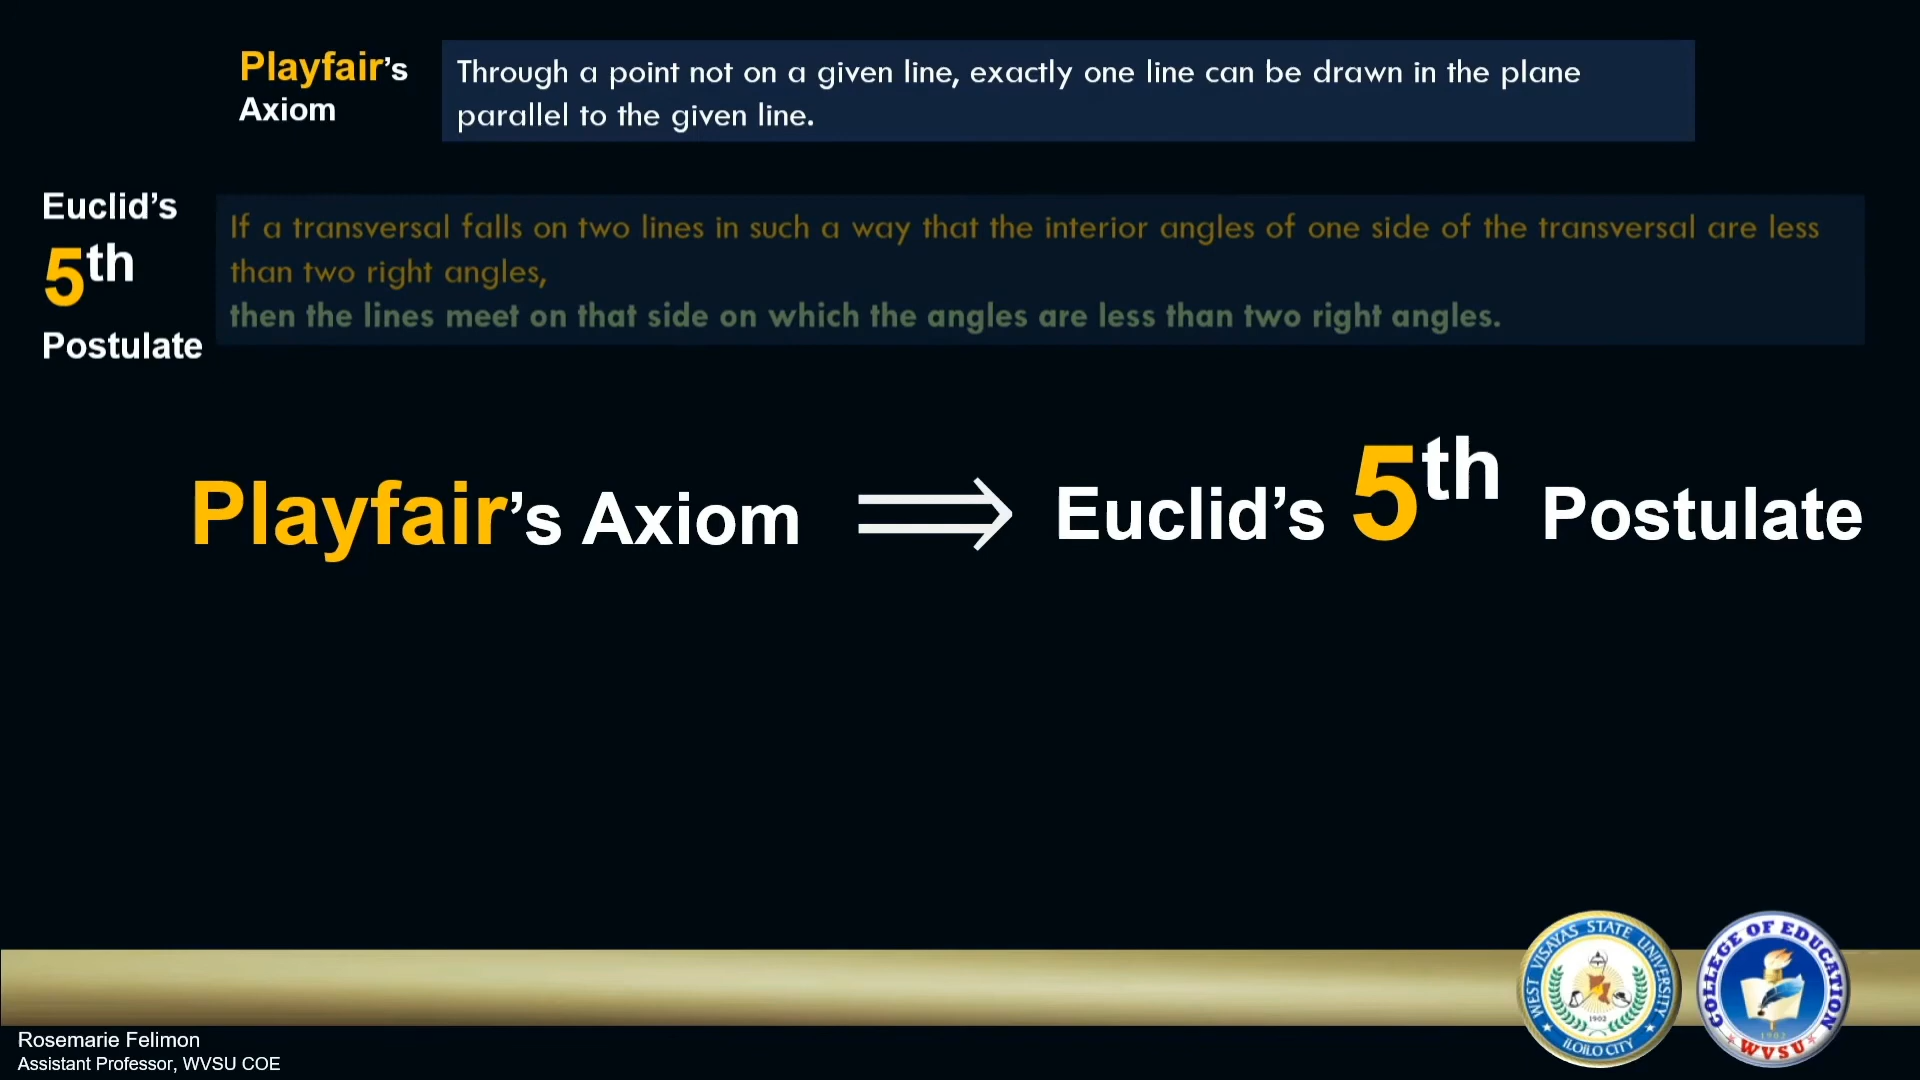 Playfair's
Axiom
Through a point not on a given line, exactly one line can be drawn in the plane
parallel to the given line.
Euclid's
5th
Postulate
If a transversal falls on two lines in such a way that the interior angles of one side of the transversal are less
than two right angles,
then the lines meet on that side on which the angles are less than two right angles.
Playfair's Axiom ⟹ Euclid's 5th Postulate
WEST VISAYAS STATE UNIVERSITY
1902
ILOILO CITY
COLLEGE OF EDUCATION
1902
WVSU
Rosemarie Felimon
Assistant Professor, WVSU COE